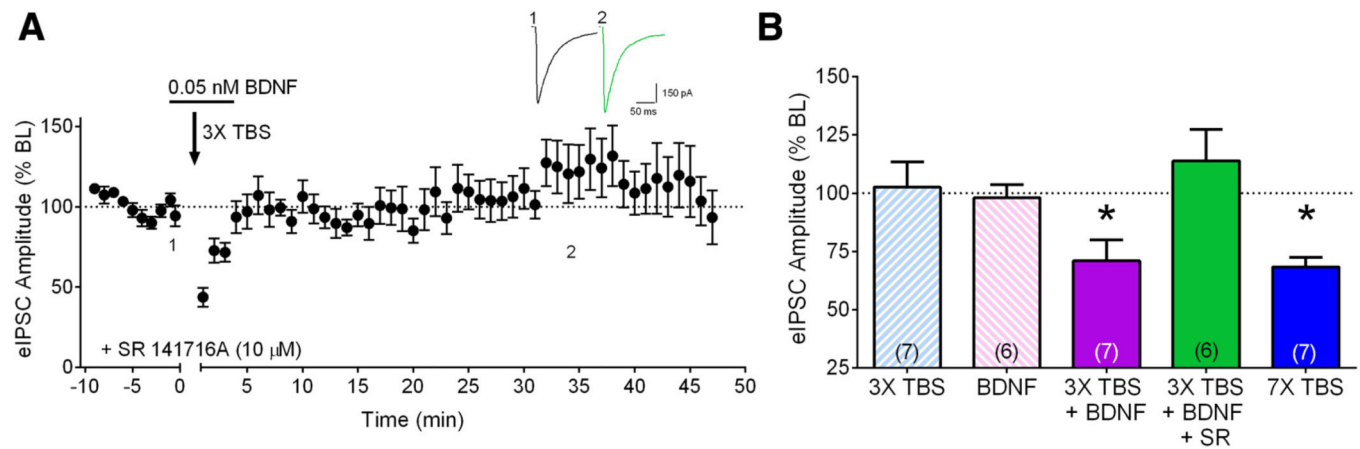 A
1 2
0.05 nM BDNF
3X TBS
150 pA
50 ms
eIPSC Amplitude (% BL)
150
100
50
0
1
2
+ SR 141716A (10 µM)
-10 -5 0 5 10 15 20 25 30 35 40 45 50
Time (min)
B
eIPSC Amplitude (% BL)
150
125
100
75
50
25
* *
(7) (6) (7) (6) (7)
3X TBS BDNF 3X TBS 3X TBS 7X TBS
+ BDNF + BDNF
+ SR